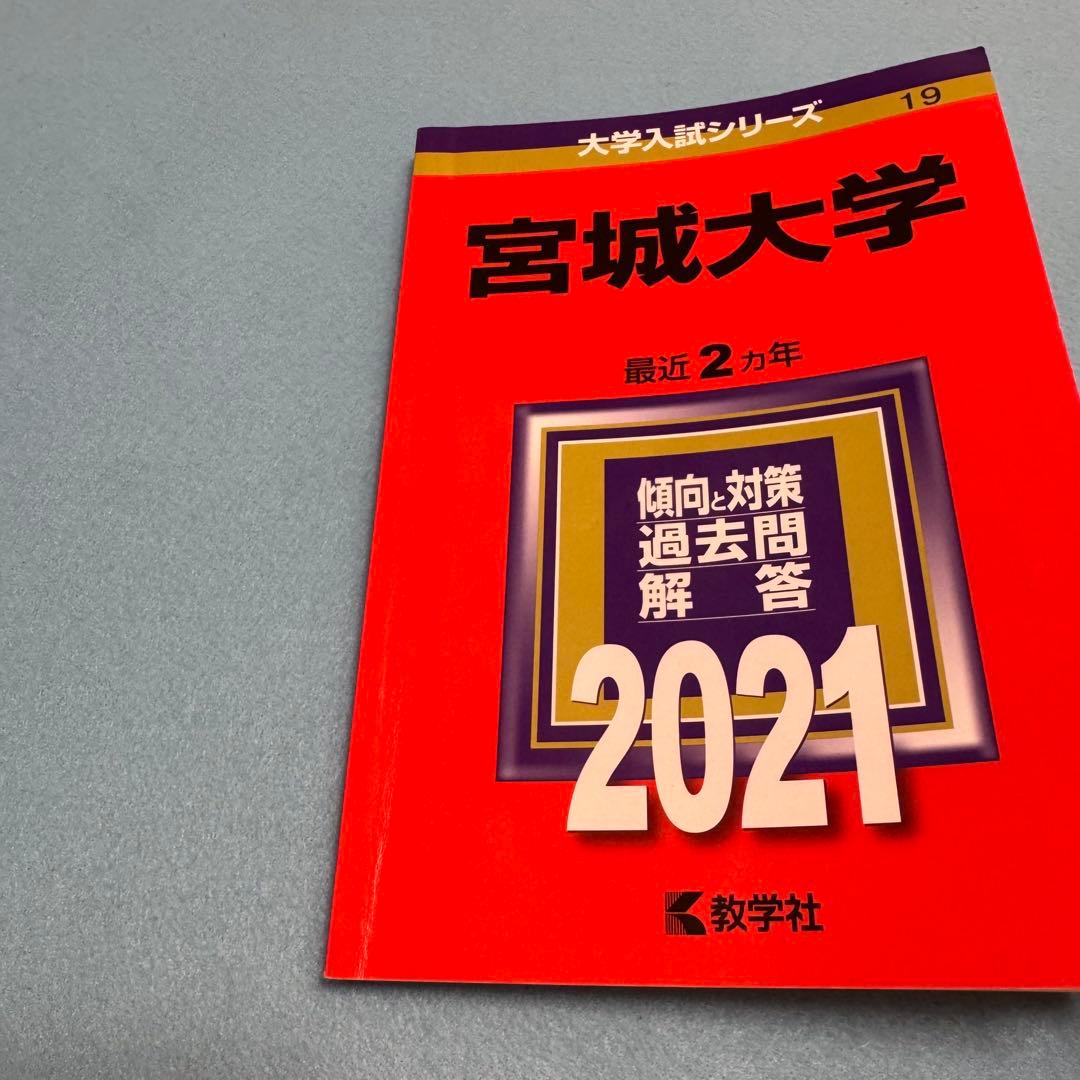 19
大学入試シリーズ
宮城大学
最近2カ年
傾向と対策
過去問
解答
2021
教学社